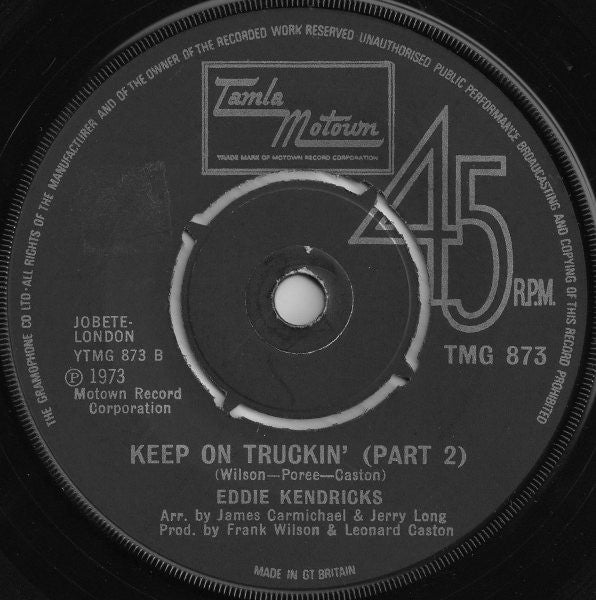 THE GRAMOPHONE CO LTD·ALL RIGHTS OF THE MANUFACTURER AND OF THE OWNER OF THE RECORDED WORK RESERVED UNAUTHORISED PUBLIC PERFORMANCE BROADCASTING AND COPYING OF THIS RECORD PROHIBITED
Tamla
Motown
TRADE MARK OF MOTOWN RECORD CORPORATION
45
R.P.M.
JOBETE-
LONDON
YTMG 873 B
℗ 1973
Motown Record
Corporation
TMG 873
KEEP ON TRUCKIN' (PART 2)
(Wilson—Poree—Caston)
EDDIE KENDRICKS
Arr. by James Carmichael & Jerry Long
Prod. by Frank Wilson & Leonard Caston
MADE IN GT BRITAIN